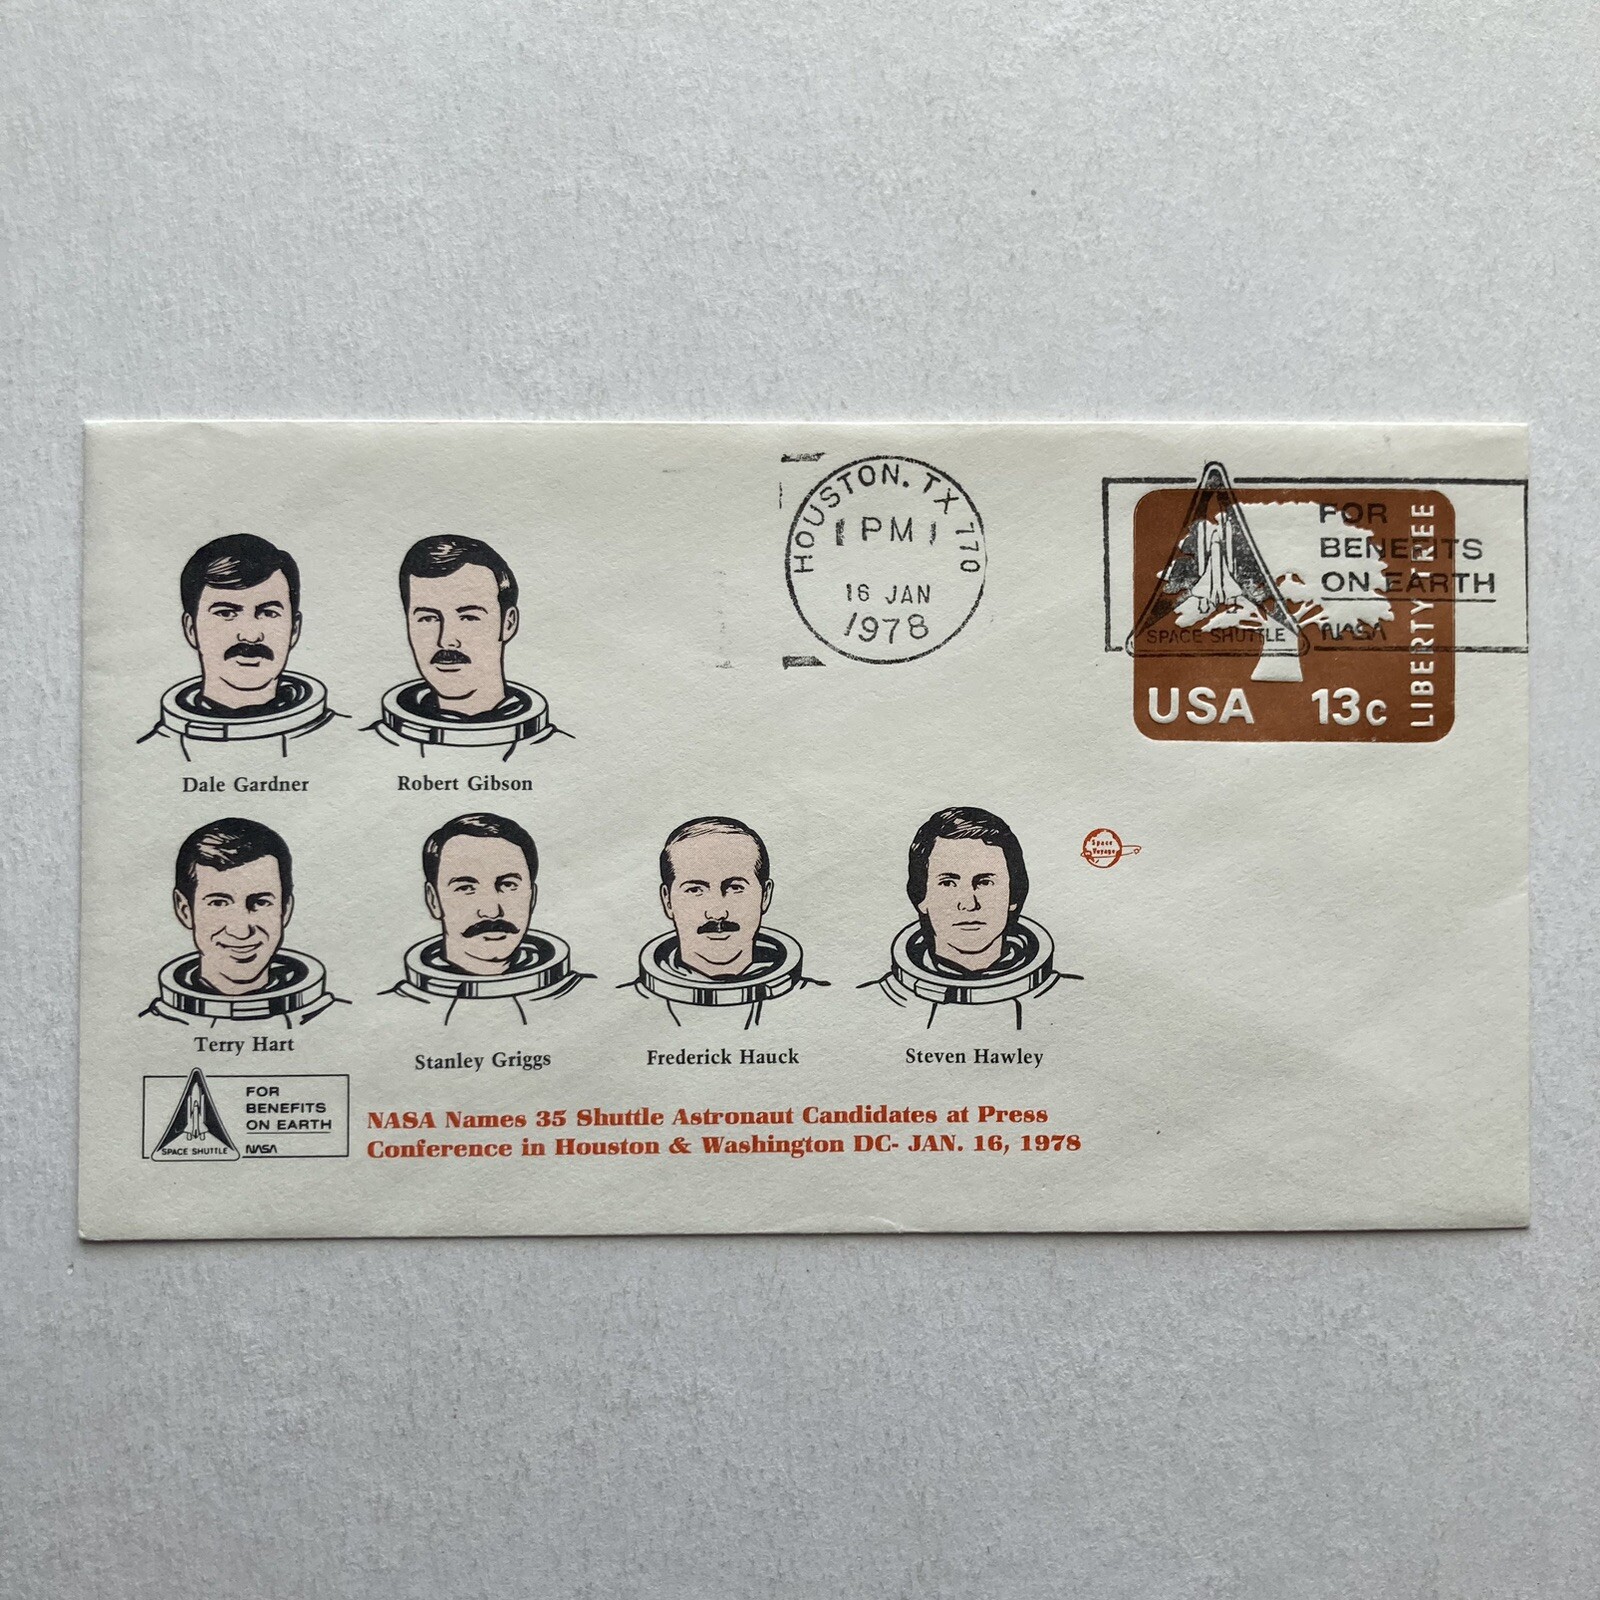 HOUSTON, TX 770
PM
16 JAN
1978
FOR
BENEFITS
ON EARTH
SPACE SHUTTLE
NASA
LIBERTY TREE
USA 13c
Dale Gardner
Robert Gibson
Space
Voyage
Terry Hart
Stanley Griggs
Frederick Hauck
Steven Hawley
FOR
BENEFITS
ON EARTH
SPACE SHUTTLE
NASA
NASA Names 35 Shuttle Astronaut Candidates at Press
Conference in Houston & Washington DC- JAN. 16, 1978